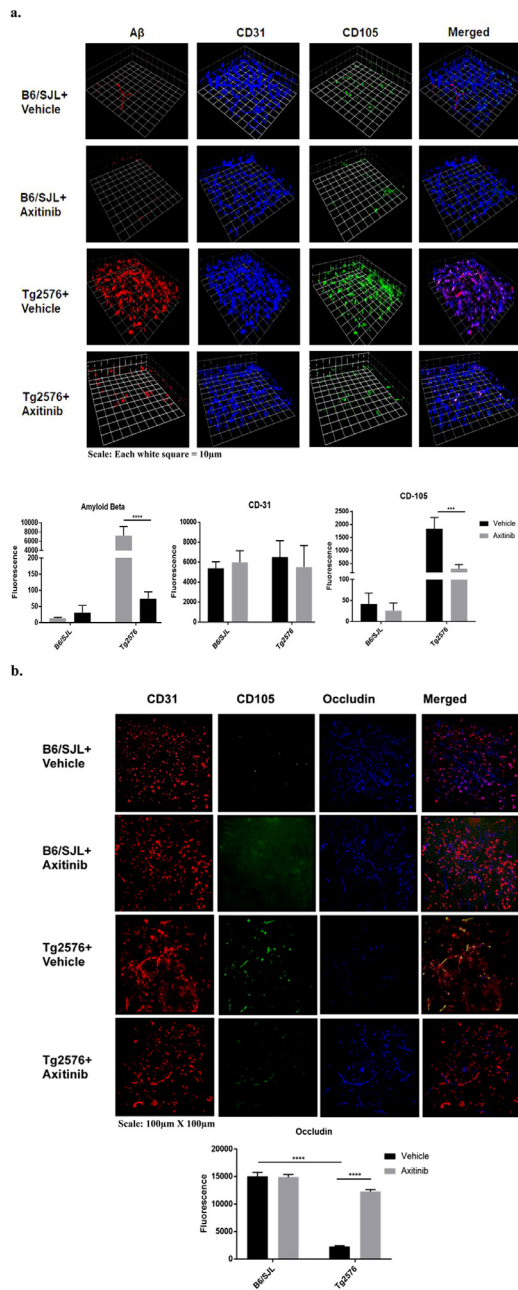 a.
Aβ CD31 CD105 Merged
B6/SJL+
Vehicle
B6/SJL+
Axitinib
Tg2576+
Vehicle
Tg2576+
Axitinib
Scale: Each white square = 10µm
Amyloid Beta
Fluorescence
10000
8000
6000
4000
2000
200
150
100
50
0
****
B6/SJL
Tg2576
CD-31
Fluorescence
10000
8000
6000
4000
2000
0
B6/SJL
Tg2576
CD-105
Fluorescence
2500
2000
1500
1000
500
100
50
0
***
B6/SJL
Tg2576
Vehicle
Axitinib
b.
CD31 CD105 Occludin Merged
B6/SJL+
Vehicle
B6/SJL+
Axitinib
Tg2576+
Vehicle
Tg2576+
Axitinib
Scale: 100µm X 100µm
Occludin
Fluorescence
20000
15000
10000
5000
0
****
****
B6/SJL
Tg2576
Vehicle
Axitinib